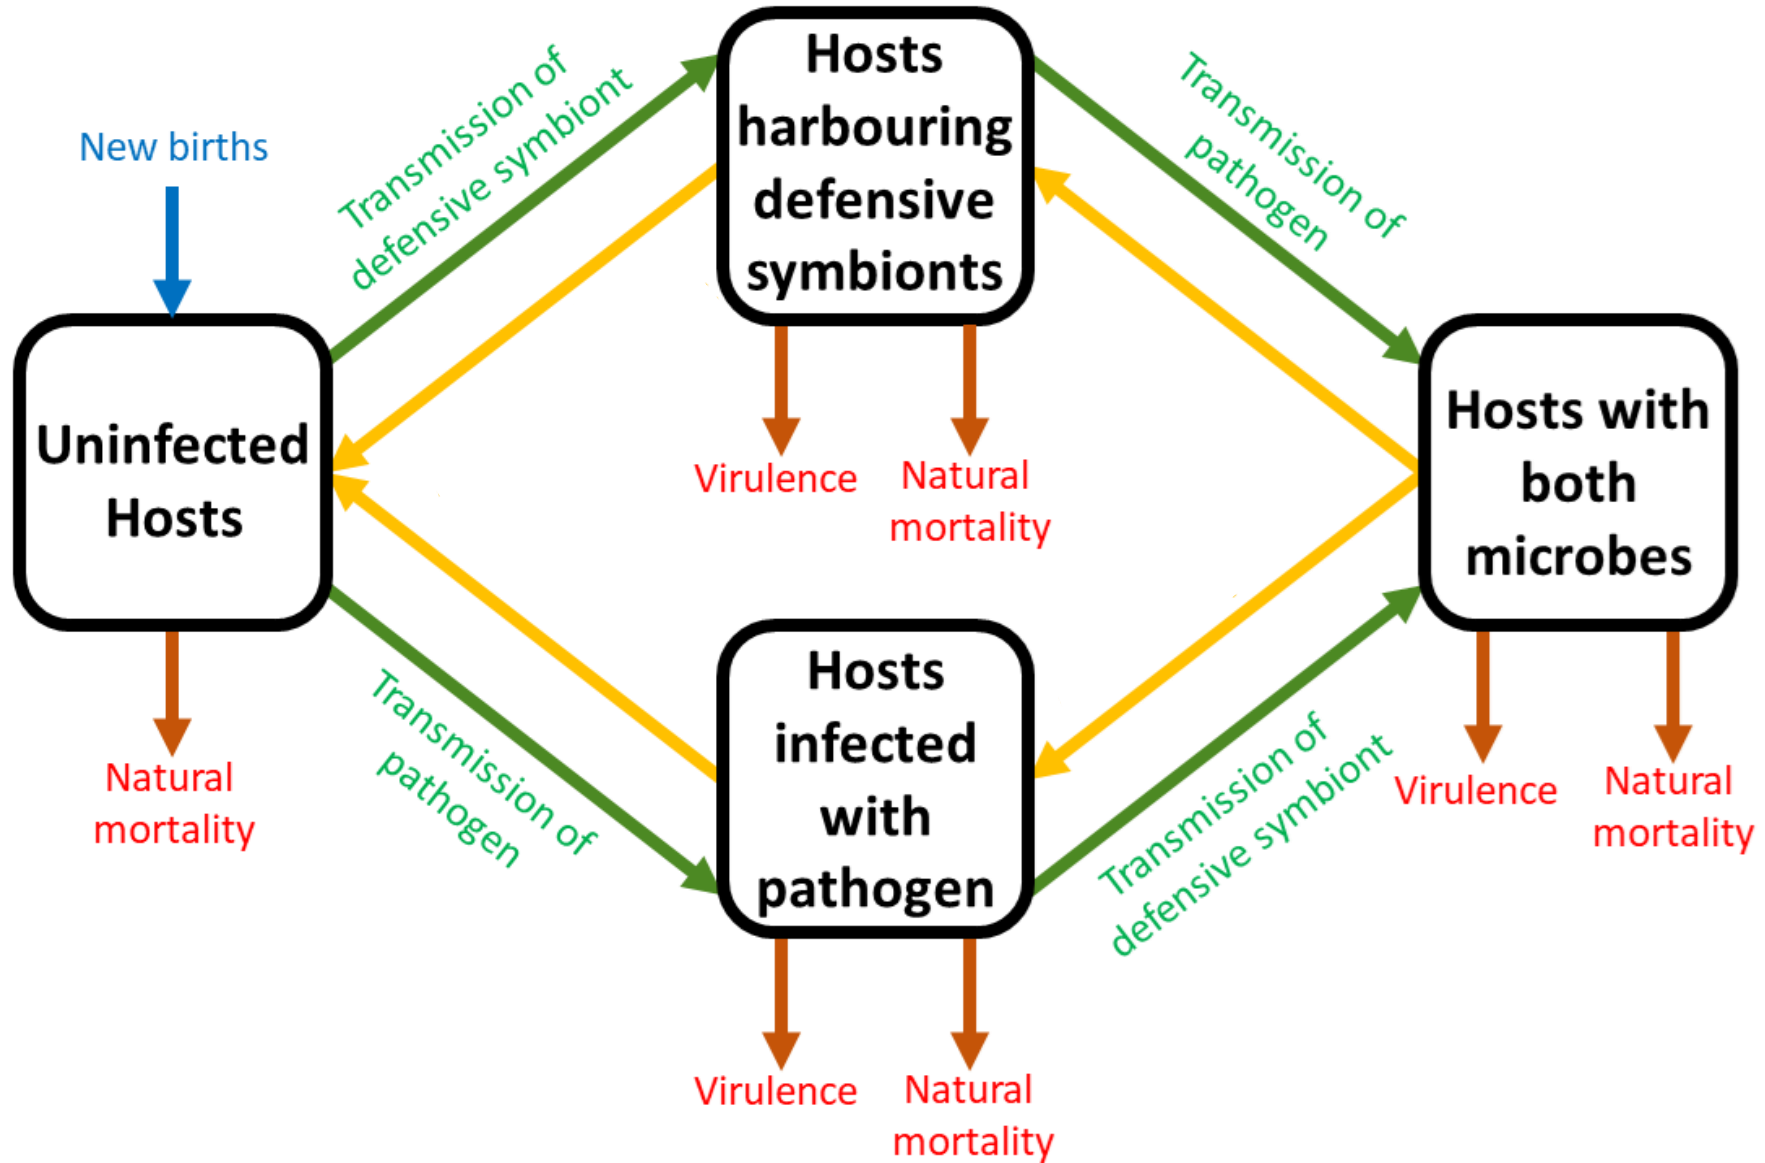 New births
Transmission of
defensive symbiont
Hosts
harbouring
defensive
symbionts
Transmission of
pathogen
Uninfected
Hosts
Virulence
Natural
mortality
Hosts with
both
microbes
Natural
mortality
Transmission of
pathogen
Hosts
infected
with
pathogen
Transmission of
defensive symbiont
Virulence
Natural
mortality
Virulence
Natural
mortality